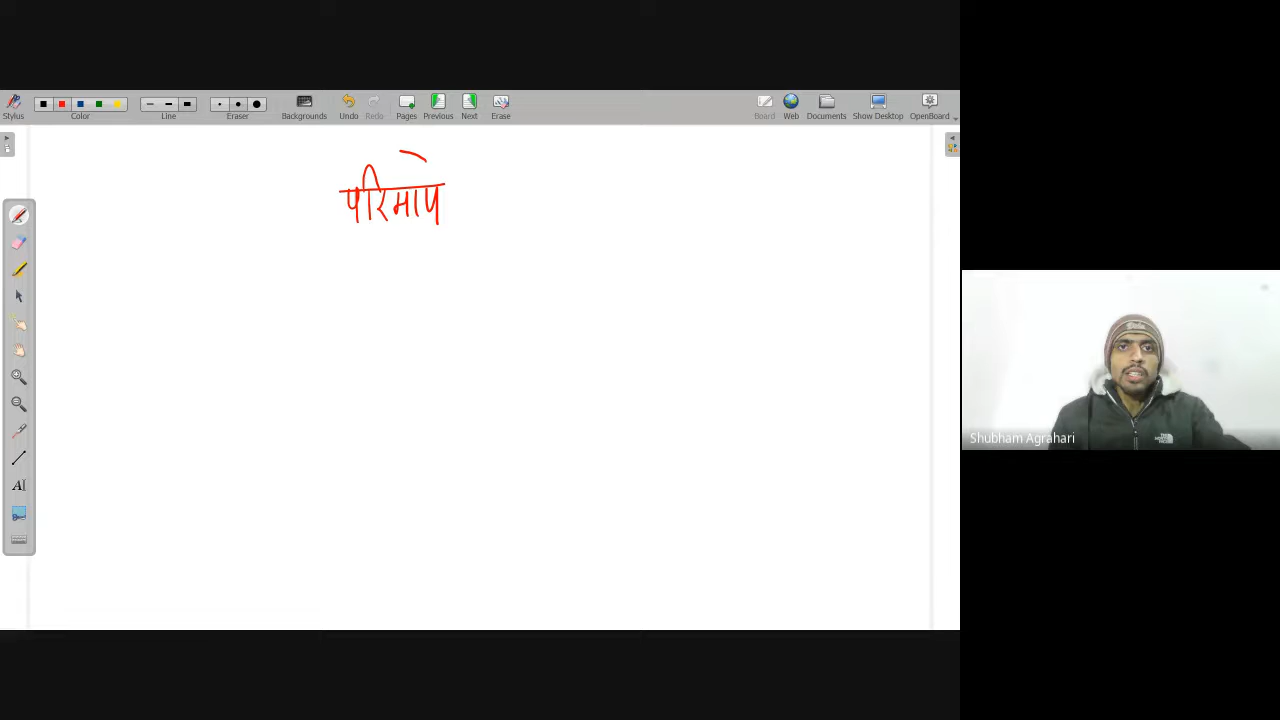 Stylus
Color
Line
Eraser
Backgrounds
Undo
Redo
Pages
Previous
Next
Erase
Board
Web
Documents
Show Desktop
OpenBoard
परिमाप
Shubham Agrahari